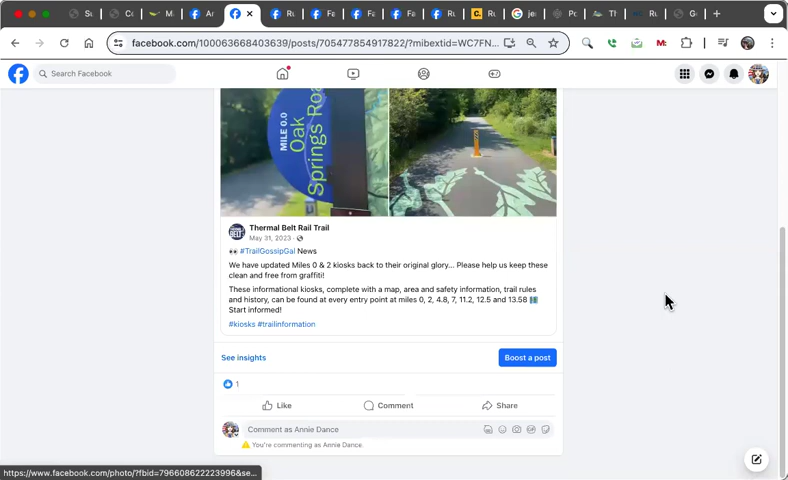 facebook.com/100063668403639/posts/705477854917822/?mibextid=WC7FN...
Search Facebook
MILE 0.0
Oak
Springs Roa
Thermal Belt Rail Trail
May 31, 2023 ·
👀 #TrailGossipGal News
We have updated Miles 0 & 2 kiosks back to their original glory... Please help us keep these
clean and free from graffiti!
These informational kiosks, complete with a map, area and safety information, trail rules
and history, can be found at every entry point at miles 0, 2, 4.8, 7, 11.2, 12.5 and 13.58 🗺️
Start informed!
#kiosks #trailinformation
See insights
Boost a post
1
Like
Comment
Share
Comment as Annie Dance
You're commenting as Annie Dance.
https://www.facebook.com/photo/?fbid=796608622223996&se...